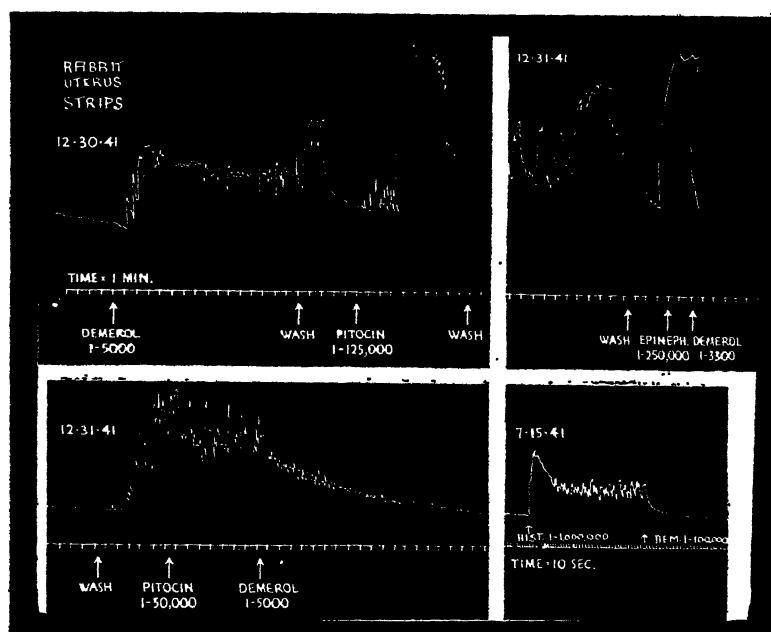 RABBIT
UTERUS
STRIPS
12-30-41
TIME = 1 MIN.
DEMEROL
1-5000
WASH
PITOCIN
1-125,000
WASH
12-31-41
WASH EPINEPH. DEMEROL
1-250,000 1-3300
12-31-41
WASH
PITOCIN
1-50,000
DEMEROL
1-5000
7-15-41
HIST. 1-1,000,000 DEM. 1-100,000
TIME = 10 SEC.